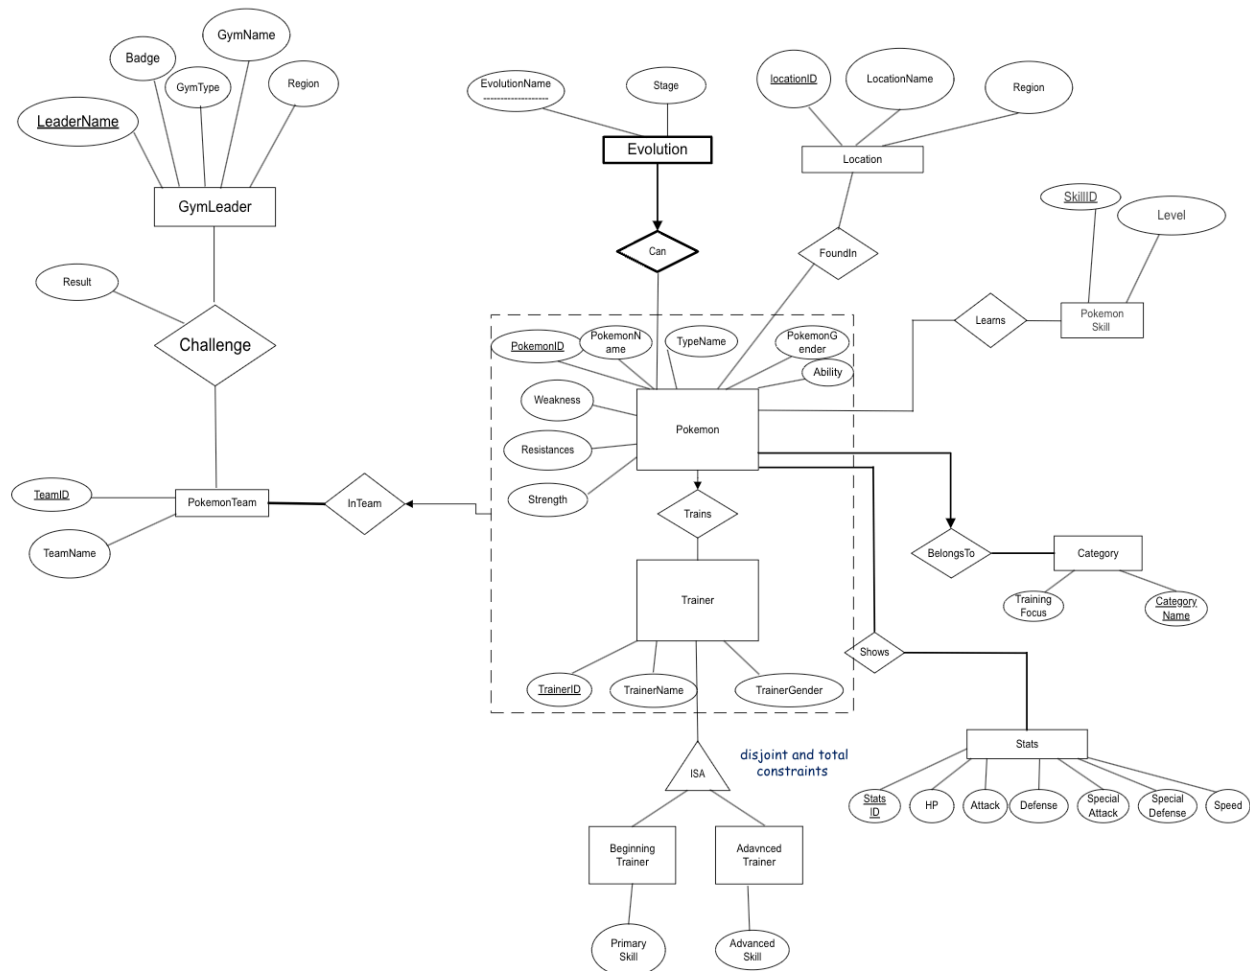 GymName
Badge
GymType
Region
LeaderName
GymLeader
EvolutionName
--------------------
Stage
Evolution
Can
locationID
LocationName
Region
Location
FoundIn
SkillID
Level
Pokemon
Skill
Learns
Result
Challenge
PokemonID
PokemonN
ame
TypeName
PokemonG
ender
Ability
Weakness
Pokemon
Resistances
Strength
TeamID
PokemonTeam
TeamName
InTeam
Trains
BelongsTo
Category
Training
Focus
Category
Name
Trainer
Shows
TrainerID
TrainerName
TrainerGender
disjoint and total
constraints
ISA
Stats
Stats
ID
HP
Attack
Defense
Special
Attack
Special
Defense
Speed
Beginning
Trainer
Adavnced
Trainer
Primary
Skill
Advanced
Skill